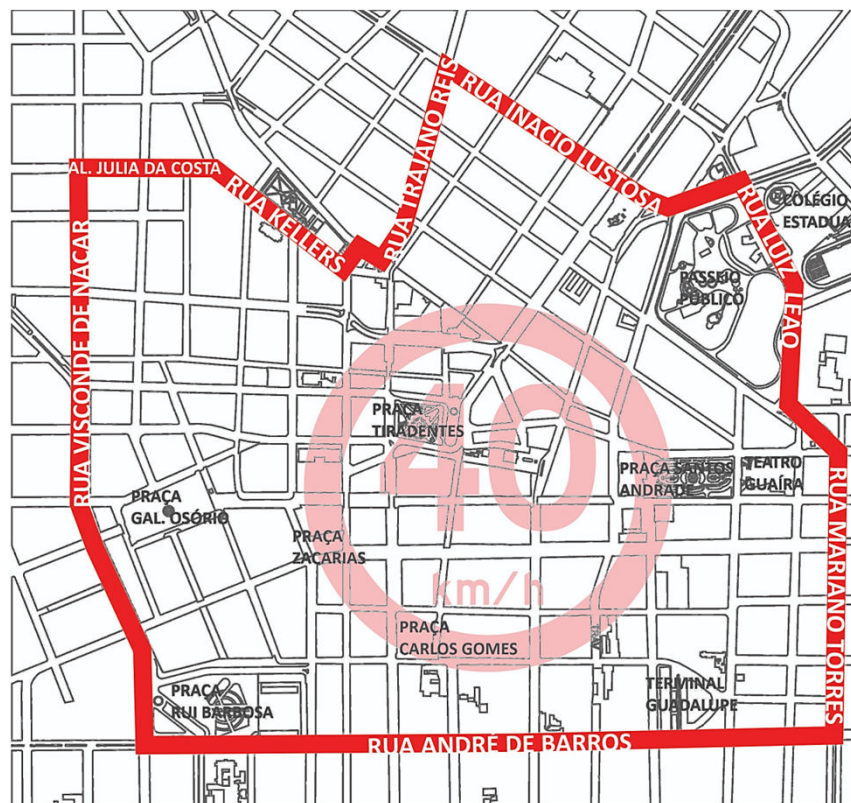 RUA TRAJANO REIS
RUA INACIO LUSTOSA
AL. JULIA DA COSTA
RUA KELLERS
RUA LUIZ LEÃO
COLÉGIO
ESTADUA
PASSEIO
PÚBLICO
RUA VISCONDE DE NACAR
40
km/h
PRAÇA
TIRADENTES
PRAÇA SANTOS
ANDRADE
TEATRO
GUAÍRA
PRAÇA
GAL. OSÓRIO
PRAÇA
ZACARIAS
RUA MARIANO TORRES
PRAÇA
CARLOS GOMES
PRAÇA
RUI BARBOSA
TERMINAL
GUADALUPE
RUA ANDRÉ DE BARROS